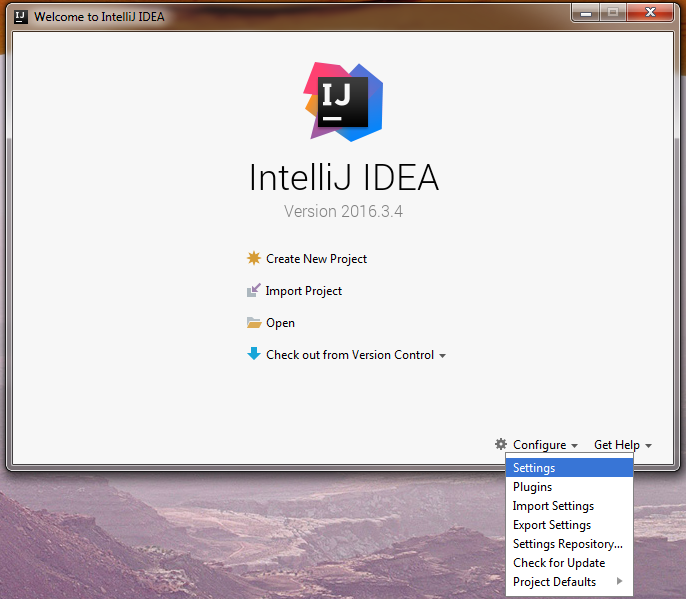 IJ Welcome to IntelliJ IDEA
IJ
IntelliJ IDEA
Version 2016.3.4
Create New Project
Import Project
Open
Check out from Version Control
Configure Get Help
Settings
Plugins
Import Settings
Export Settings
Settings Repository...
Check for Update
Project Defaults